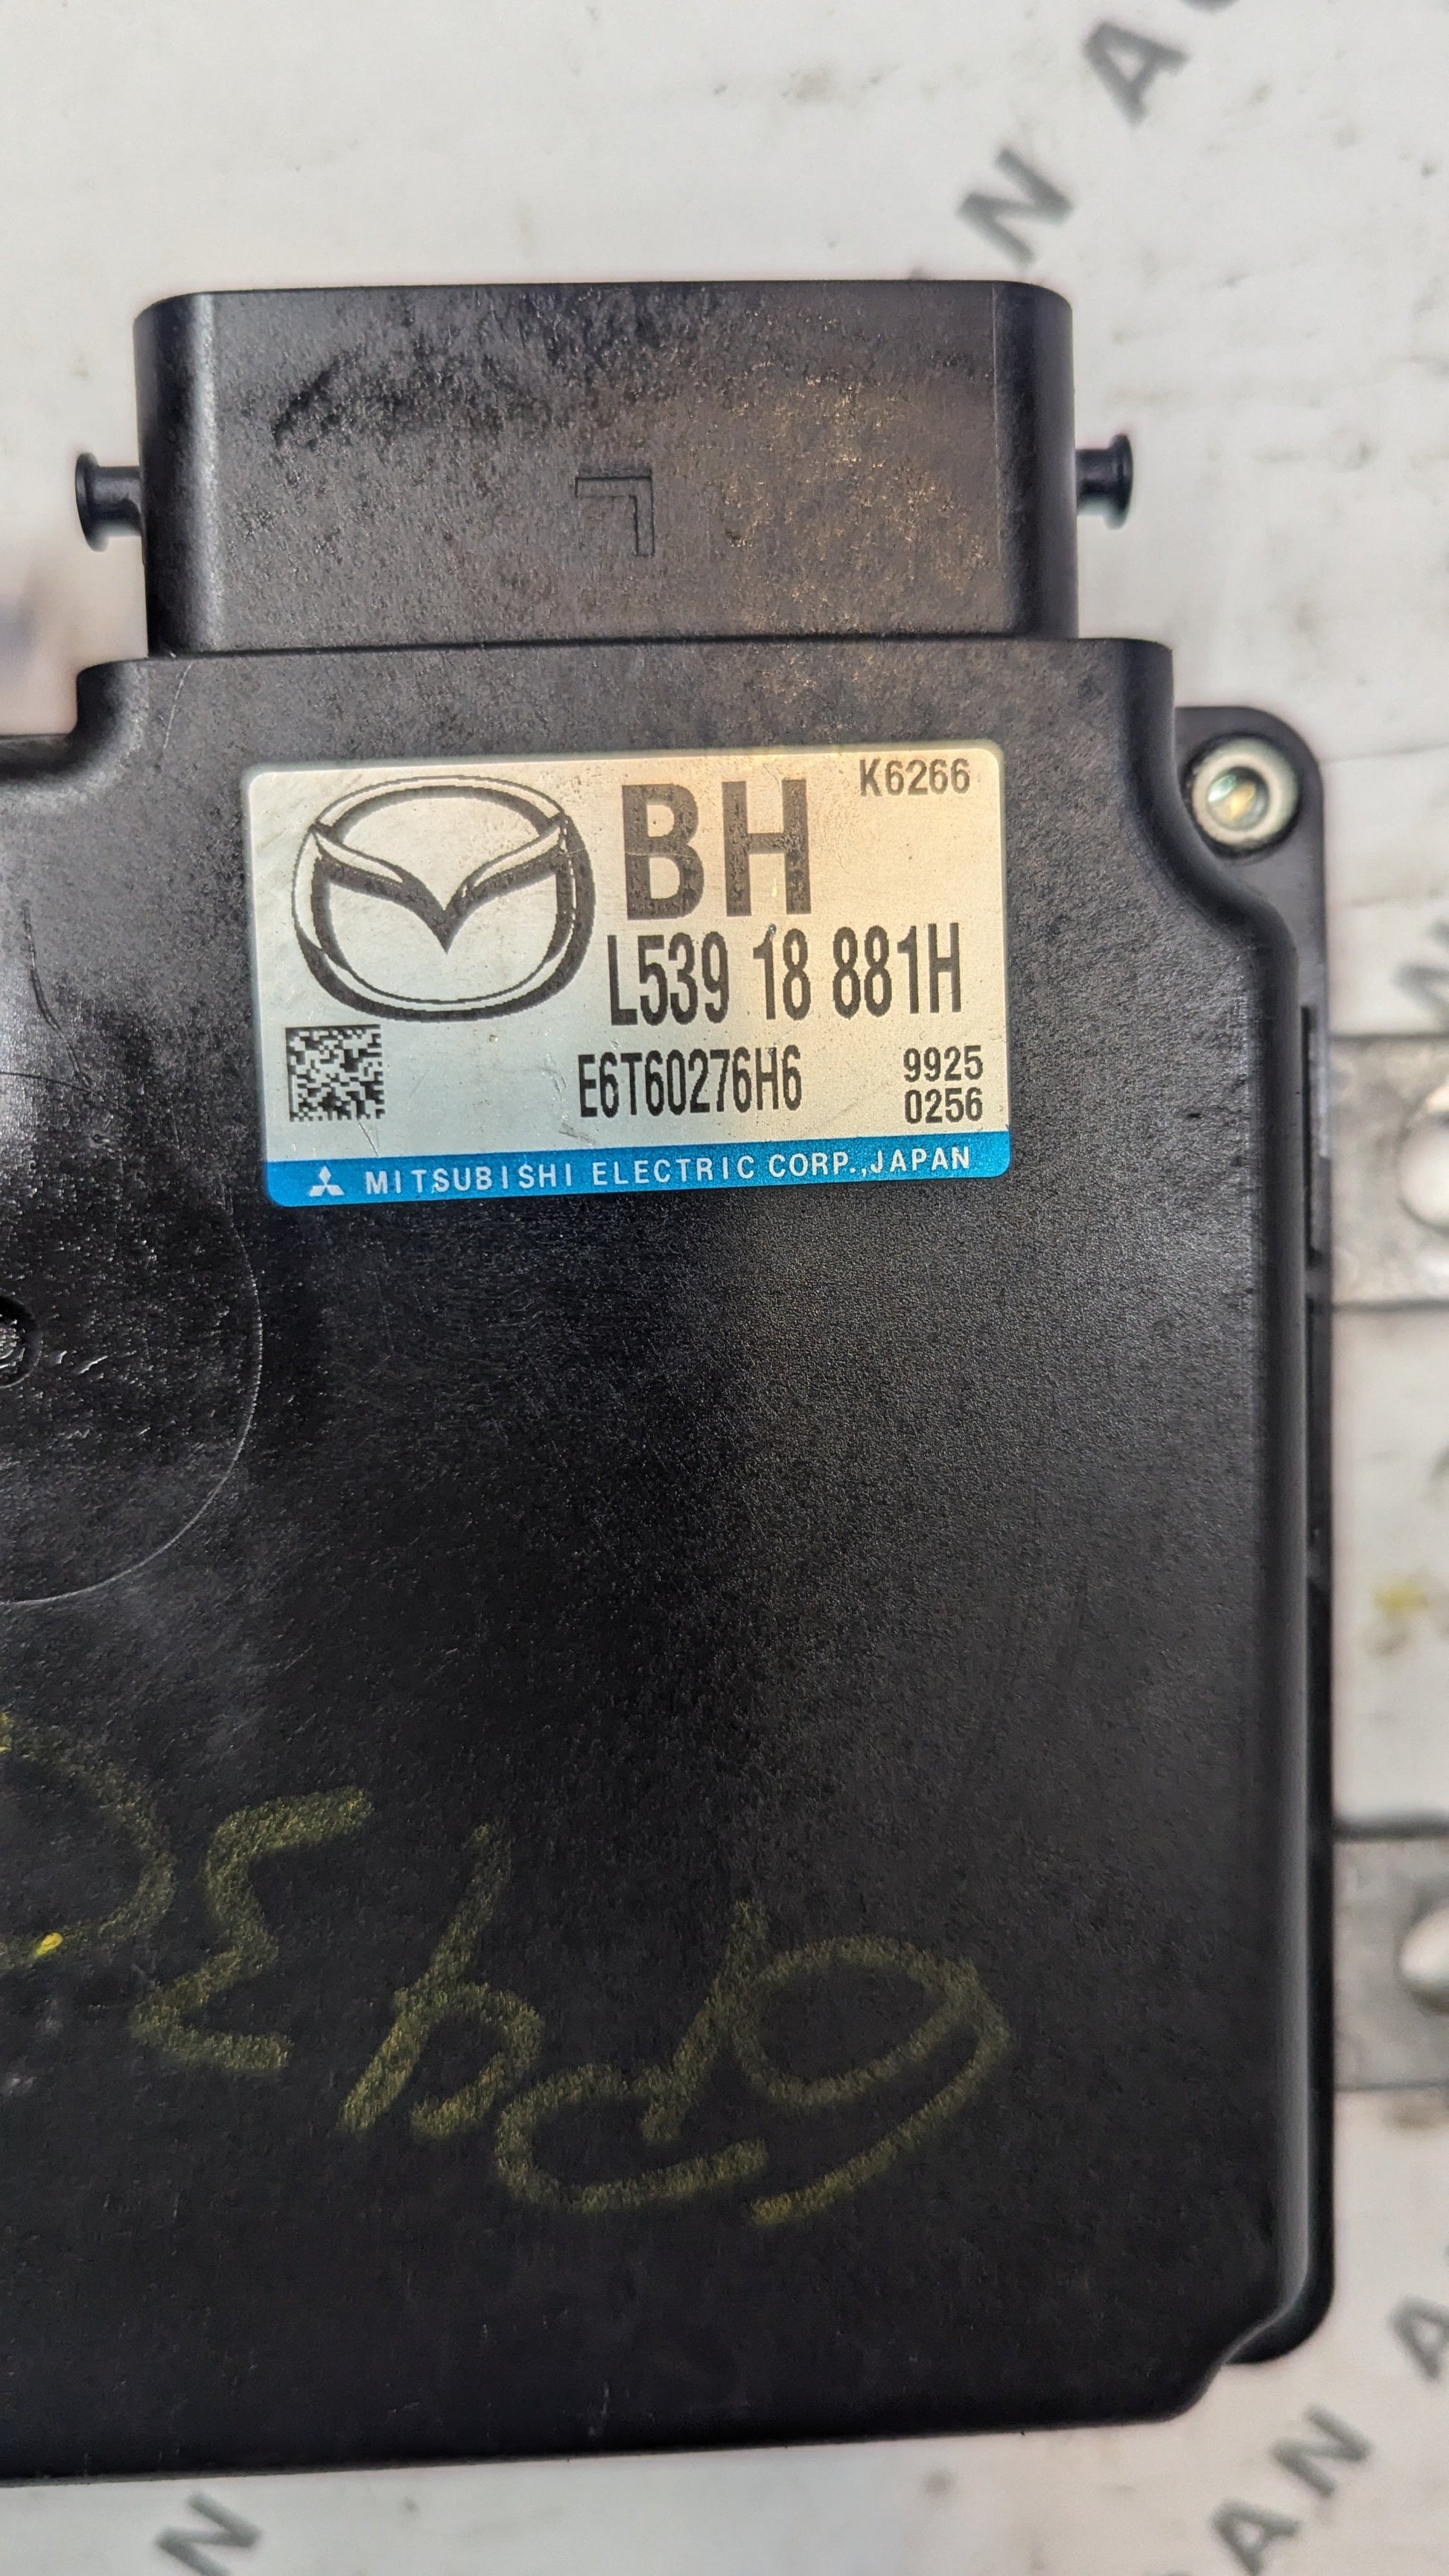 K6266
BH
L539 18 881H
E6T60276H6
9925
0256
MITSUBISHI ELECTRIC CORP.,JAPAN